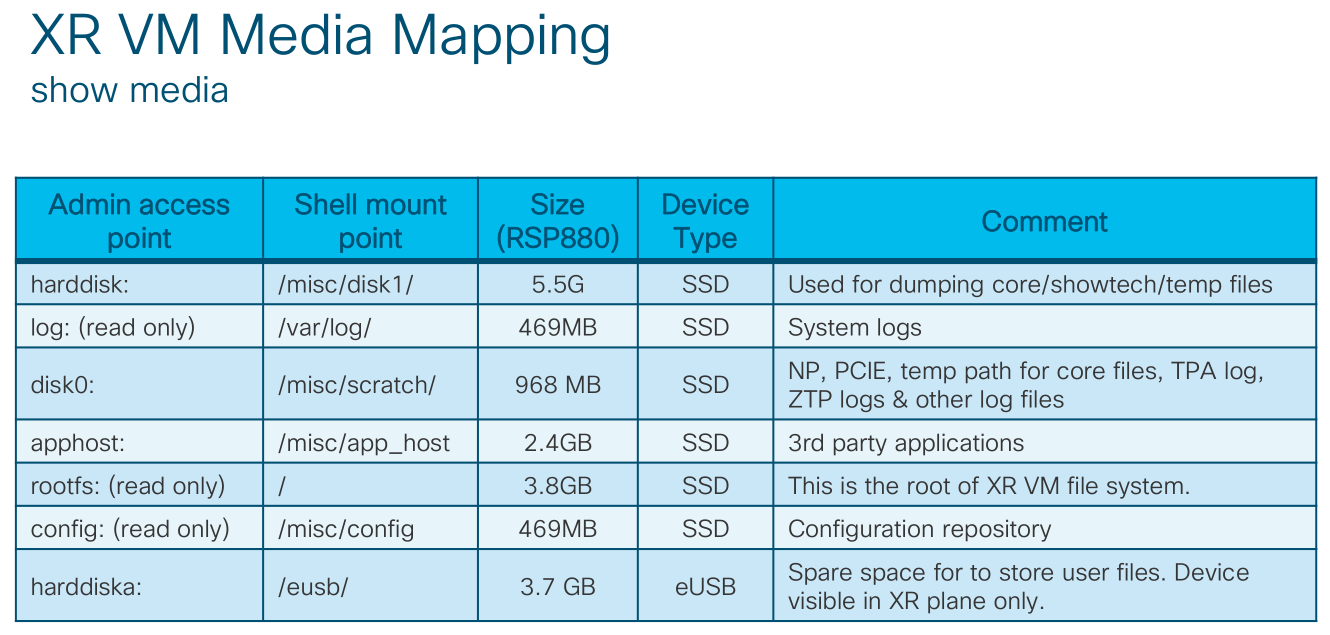 XR VM Media Mapping
show media
Admin access
point
Shell mount
point
Size
(RSP880)
Device
Type
Comment
harddisk: /misc/disk1/ 5.5G SSD Used for dumping core/showtech/temp files
log: (read only) /var/log/ 469MB SSD System logs
disk0: /misc/scratch/ 968 MB SSD NP, PCIE, temp path for core files, TPA log,
ZTP logs & other log files
apphost: /misc/app_host 2.4GB SSD 3rd party applications
rootfs: (read only) / 3.8GB SSD This is the root of XR VM file system.
config: (read only) /misc/config 469MB SSD Configuration repository
harddiska: /eusb/ 3.7 GB eUSB Spare space for to store user files. Device
visible in XR plane only.